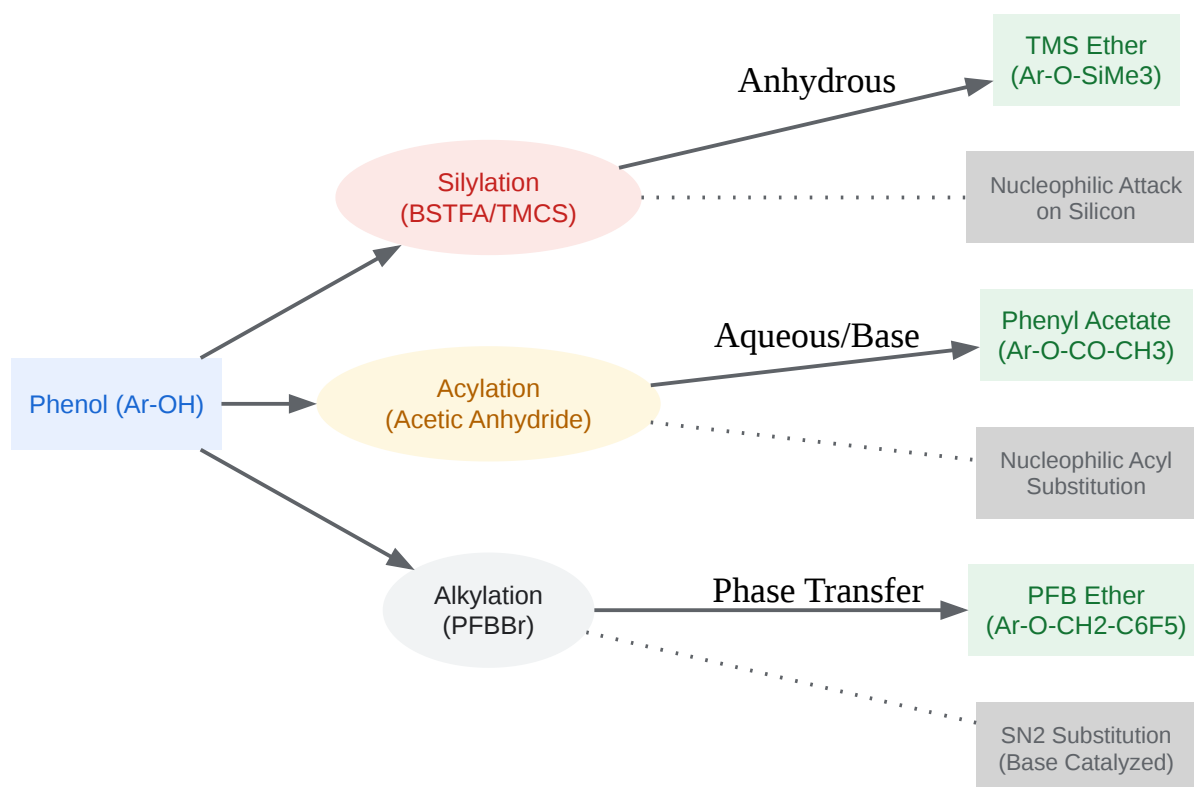 TMS Ether
(Ar-O-SiMe3)
Anhydrous
Silylation
(BSTFA/TMCS)
Nucleophilic Attack
on Silicon
Phenyl Acetate
(Ar-O-CO-CH3)
Aqueous/Base
Phenol (Ar-OH)
Acylation
(Acetic Anhydride)
Nucleophilic Acyl
Substitution
Phase Transfer
PFB Ether
(Ar-O-CH2-C6F5)
Alkylation
(PFBBr)
SN2 Substitution
(Base Catalyzed)